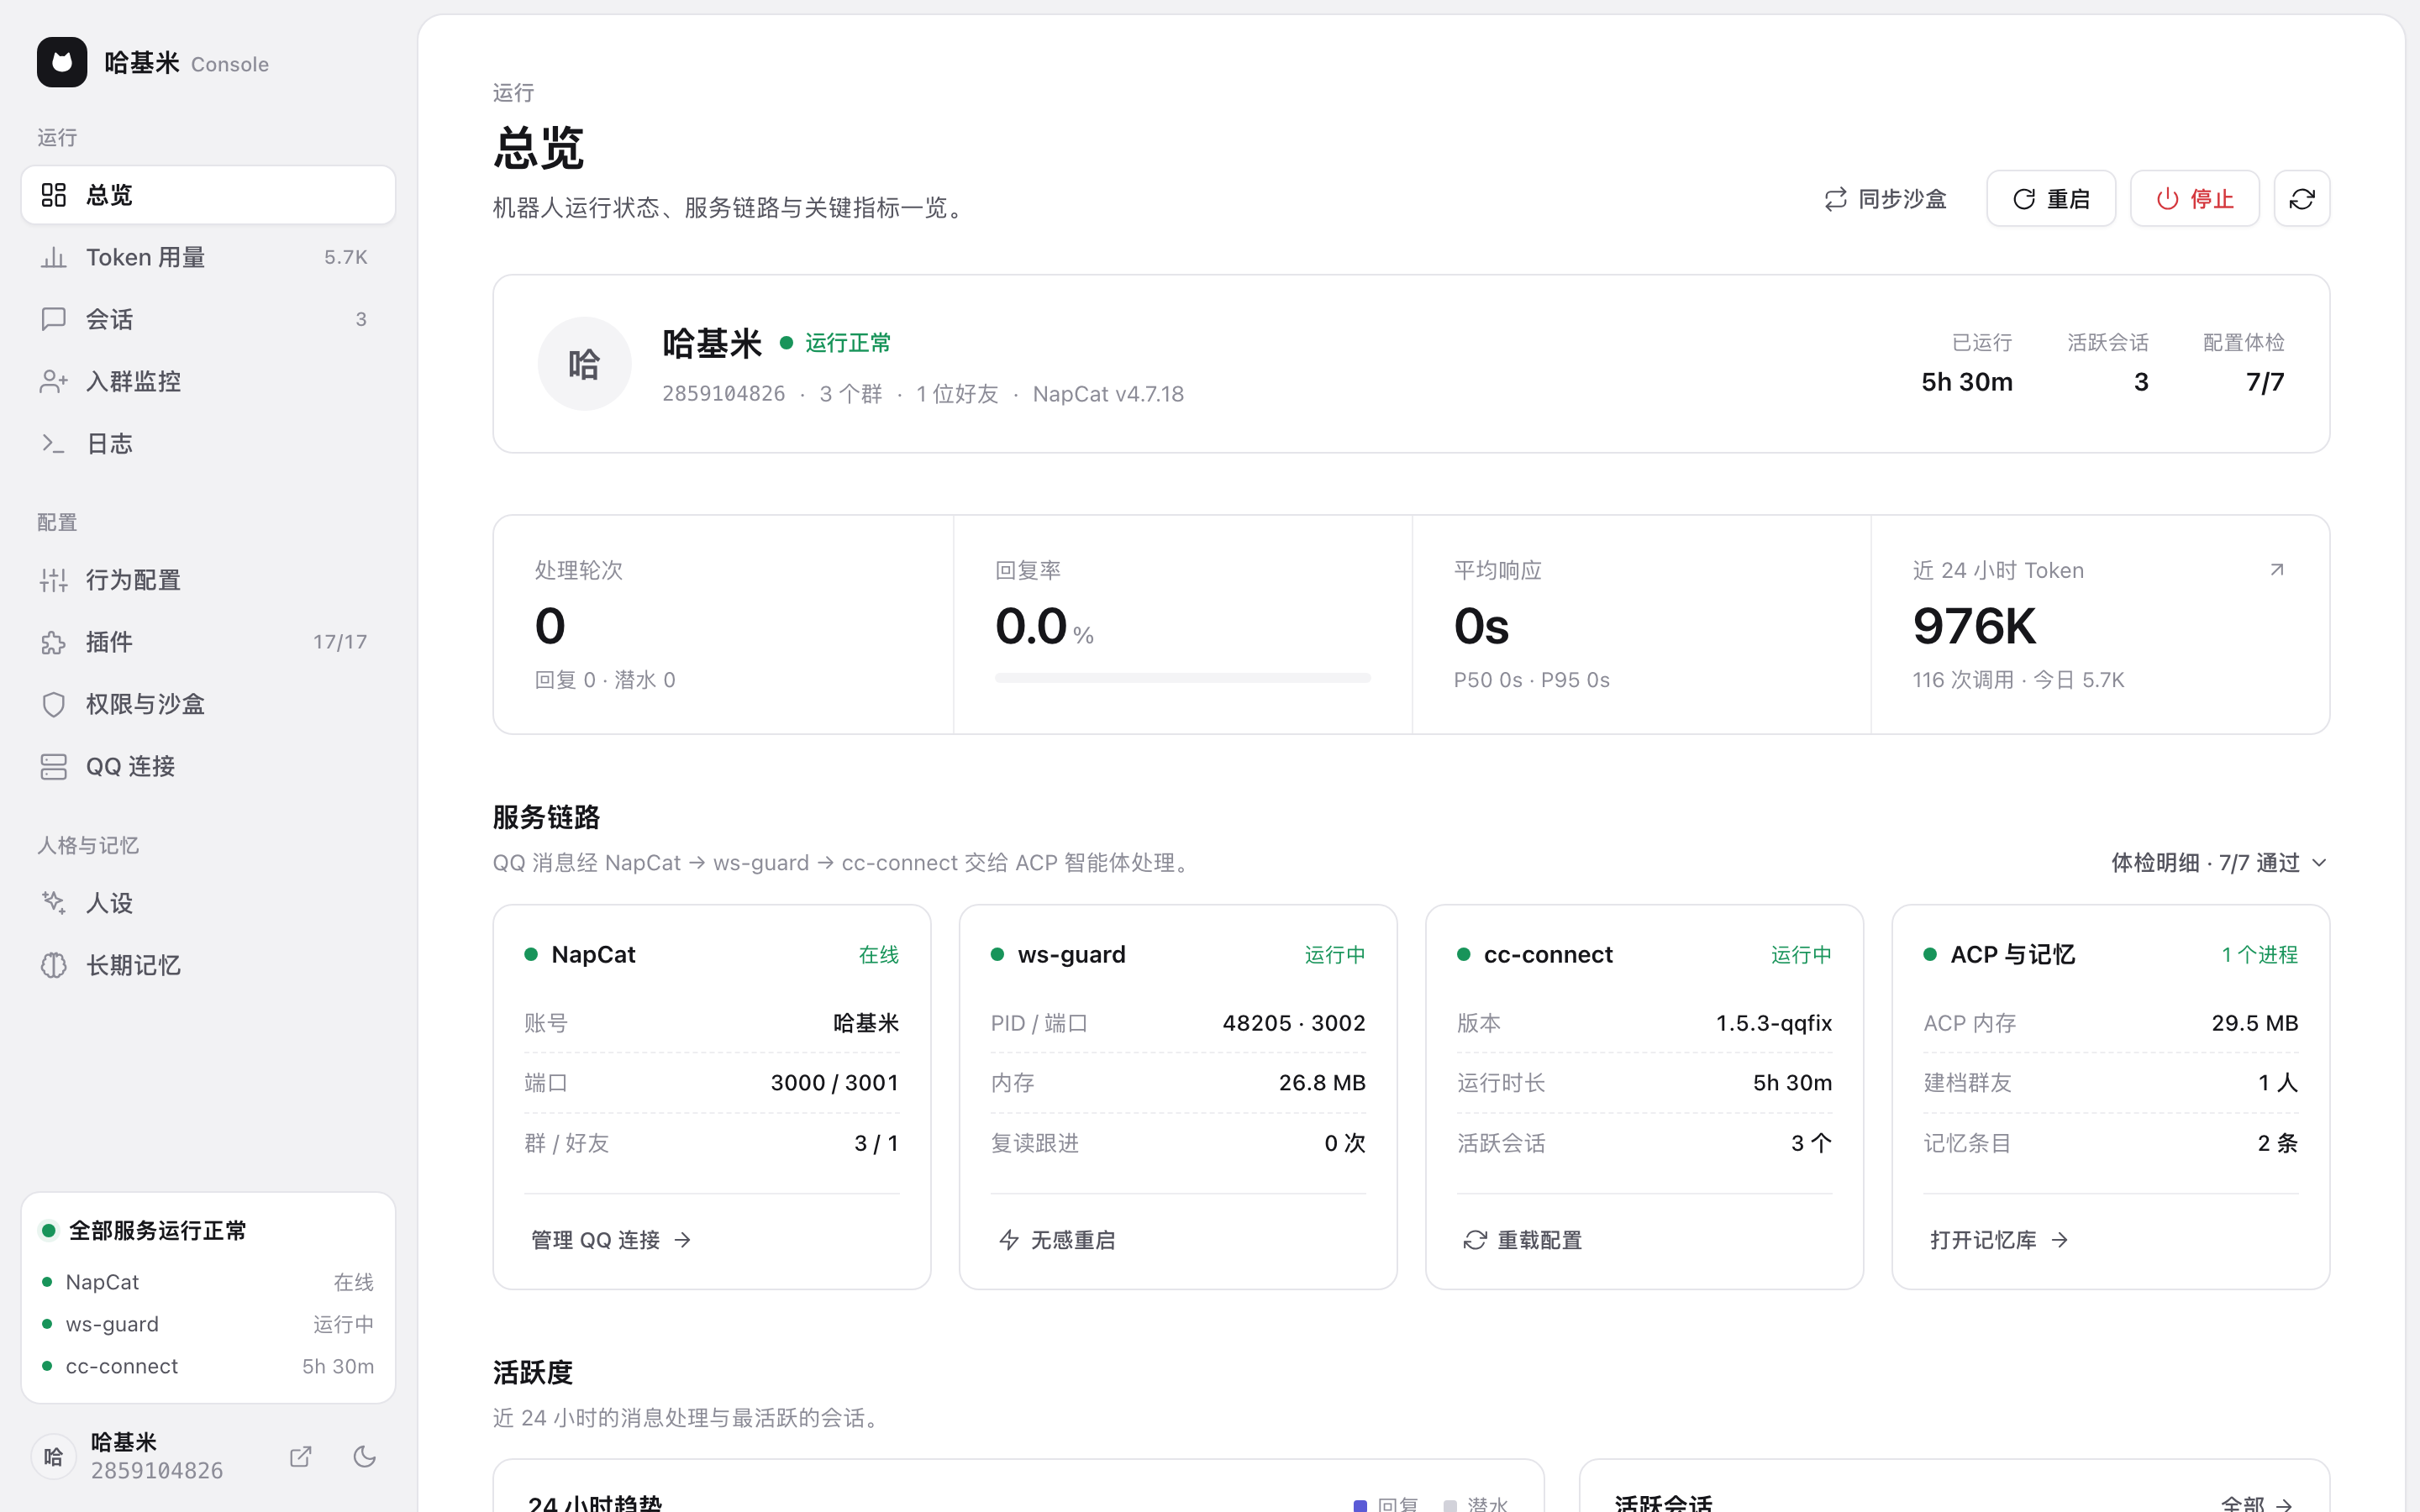 哈基米 Console
运行
总览
Token 用量 5.7K
会话 3
入群监控
日志
配置
行为配置
插件 17/17
权限与沙盒
QQ 连接
人格与记忆
人设
长期记忆
全部服务运行正常
NapCat 在线
ws-guard 运行中
cc-connect 5h 30m
哈 哈基米
2859104826
运行
总览
机器人运行状态、服务链路与关键指标一览。
同步沙盒 重启 停止
哈
哈基米 运行正常
2859104826 · 3 个群 · 1 位好友 · NapCat v4.7.18
已运行 活跃会话 配置体检
5h 30m 3 7/7
处理轮次
0
回复 0 · 潜水 0
回复率
0.0 %
平均响应
0s
P50 0s · P95 0s
近 24 小时 Token
976K
116 次调用 · 今日 5.7K
服务链路
QQ 消息经 NapCat → ws-guard → cc-connect 交给 ACP 智能体处理。
体检明细 · 7/7 通过
NapCat 在线
账号 哈基米
端口 3000 / 3001
群 / 好友 3 / 1
管理 QQ 连接 →
ws-guard 运行中
PID / 端口 48205 · 3002
内存 26.8 MB
复读跟进 0 次
无感重启
cc-connect 运行中
版本 1.5.3-qqfix
运行时长 5h 30m
活跃会话 3 个
重载配置
ACP 与记忆 1 个进程
ACP 内存 29.5 MB
建档群友 1 人
记忆条目 2 条
打开记忆库 →
活跃度
近 24 小时的消息处理与最活跃的会话。
24 小时趋势 回复 潜水
活跃会话 全部 →